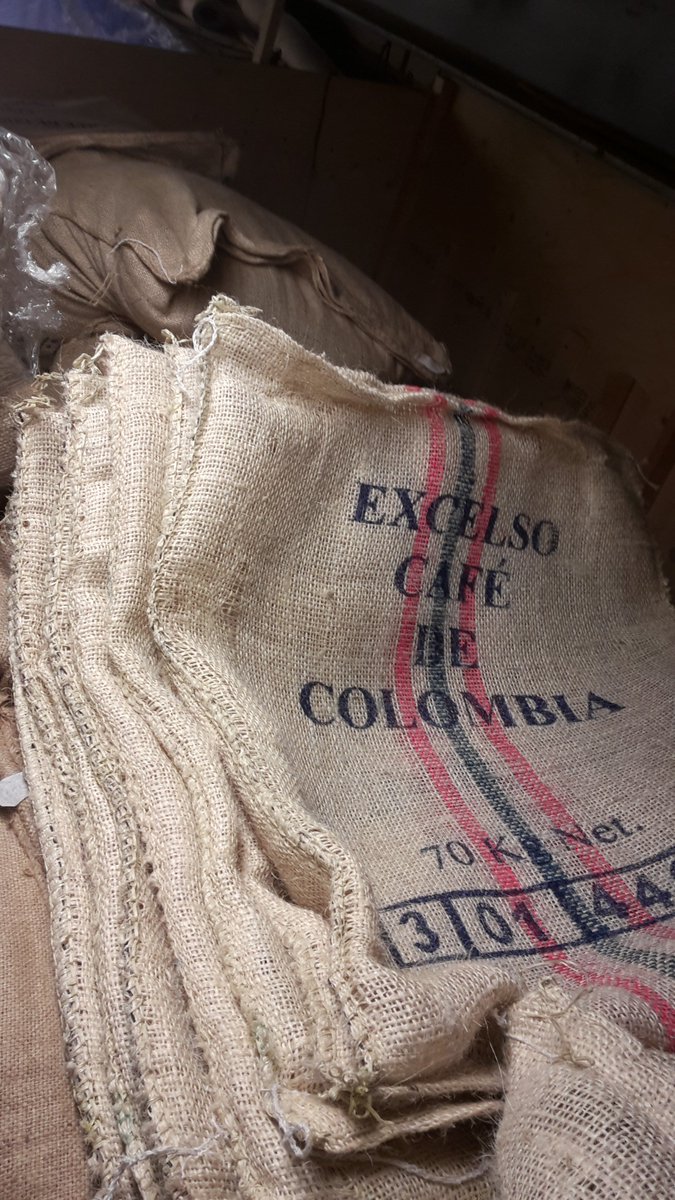 EXCELSO
CAFÉ
DE
COLOMBIA
70 Kg Net.
3 01 44